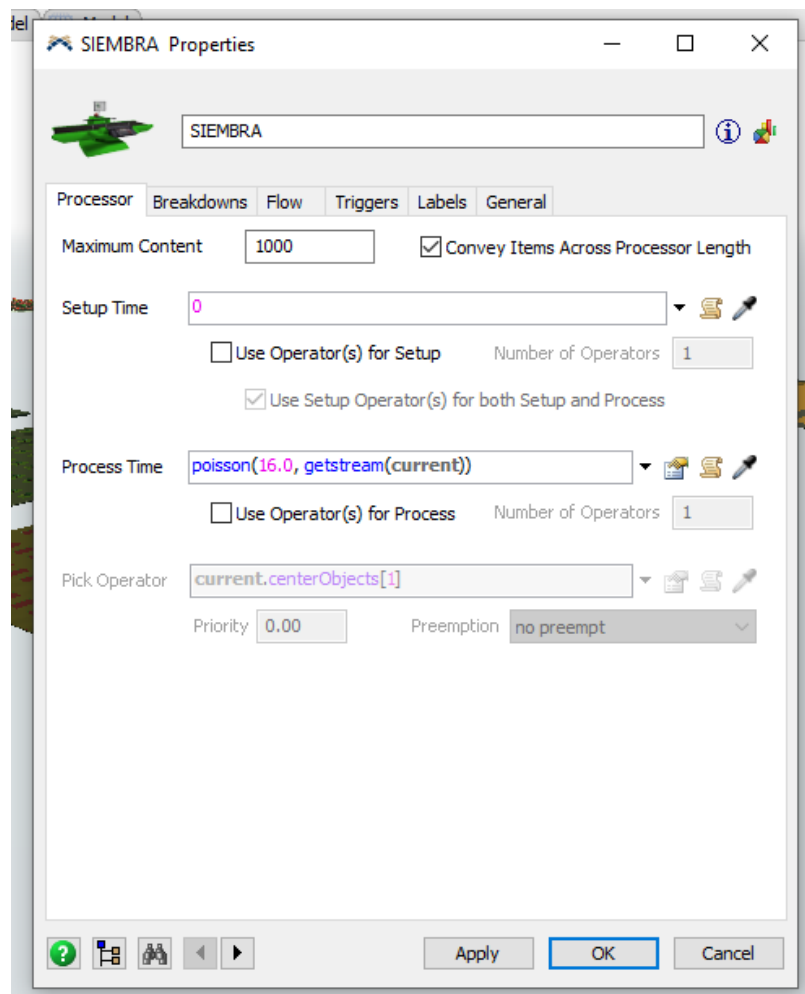 SIEMBRA Properties
SIEMBRA
Processor Breakdowns Flow Triggers Labels General
Maximum Content 1000 Convey Items Across Processor Length
Setup Time 0
Use Operator(s) for Setup Number of Operators 1
Use Setup Operator(s) for both Setup and Process
Process Time poisson(16.0, getstream(current))
Use Operator(s) for Process Number of Operators 1
Pick Operator current.centerObjects[1]
Priority 0.00 Preemption no preempt
Apply OK Cancel